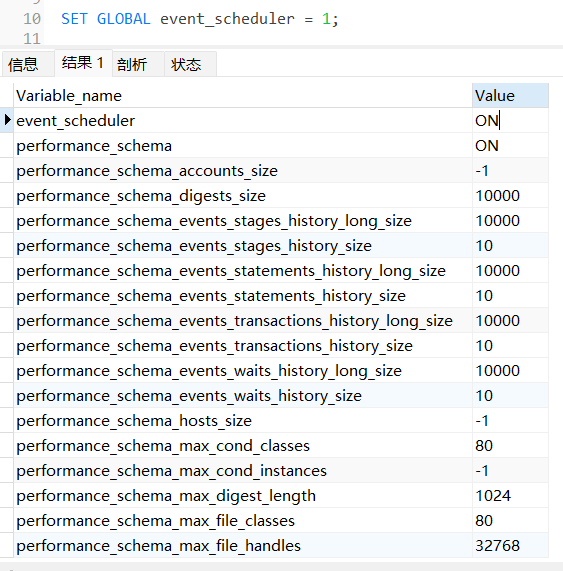 10 SET GLOBAL event_scheduler = 1;
11
信息 结果 1 剖析 状态
Variable_name Value
event_scheduler ON
performance_schema ON
performance_schema_accounts_size -1
performance_schema_digests_size 10000
performance_schema_events_stages_history_long_size 10000
performance_schema_events_stages_history_size 10
performance_schema_events_statements_history_long_size 10000
performance_schema_events_statements_history_size 10
performance_schema_events_transactions_history_long_size 10000
performance_schema_events_transactions_history_size 10
performance_schema_events_waits_history_long_size 10000
performance_schema_events_waits_history_size 10
performance_schema_hosts_size -1
performance_schema_max_cond_classes 80
performance_schema_max_cond_instances -1
performance_schema_max_digest_length 1024
performance_schema_max_file_classes 80
performance_schema_max_file_handles 32768